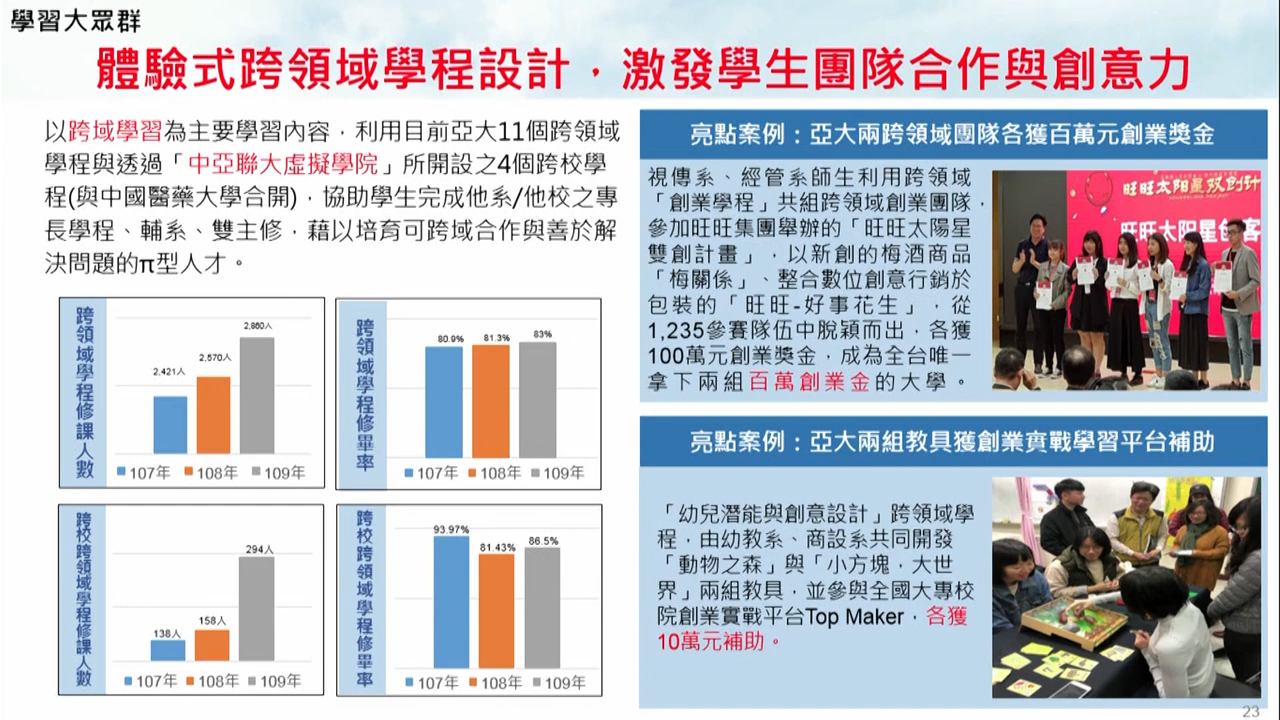 學習大眾群
體驗式跨領域學程設計，激發學生團隊合作與創意力
以跨域學習為主要學習內容，利用目前亞大11個跨領域
學程與透過「中亞聯大虛擬學院」所開設之4個跨校學
程(與中國醫藥大學合開)，協助學生完成他系/他校之專
長學程、輔系、雙主修，藉以培育可跨域合作與善於解
決問題的π型人才。
跨領域學程修課人數
2,421人
2,570人
2,860人
107年 108年 109年
跨領域學程修畢率
80.9%
81.3%
83%
107年 108年 109年
跨校跨領域學程修課人數
138人
158人
294人
107年 108年 109年
跨校跨領域學程修畢率
93.97%
81.43%
86.5%
107年 108年 109年
亮點案例：亞大兩跨領域團隊各獲百萬元創業獎金
視傳系、經管系師生利用跨領域
「創業學程」共組跨領域創業團隊，
參加旺旺集團舉辦的「旺旺太陽星
雙創計畫」，以新創的梅酒商品
「梅關係」、整合數位創意行銷於
包裝的「旺旺-好事花生」，從
1,235參賽隊伍中脫穎而出，各獲
100萬元創業獎金，成為全台唯一
拿下兩組百萬創業金的大學。
旺旺太阳星双创计
旺旺太阳星创客
亮點案例：亞大兩組教具獲創業實戰學習平台補助
「幼兒潛能與創意設計」跨領域學
程，由幼教系、商設系共同開發
「動物之森」與「小方塊，大世
界」兩組教具，並參與全國大專校
院創業實戰平台Top Maker，各獲
10萬元補助。
23